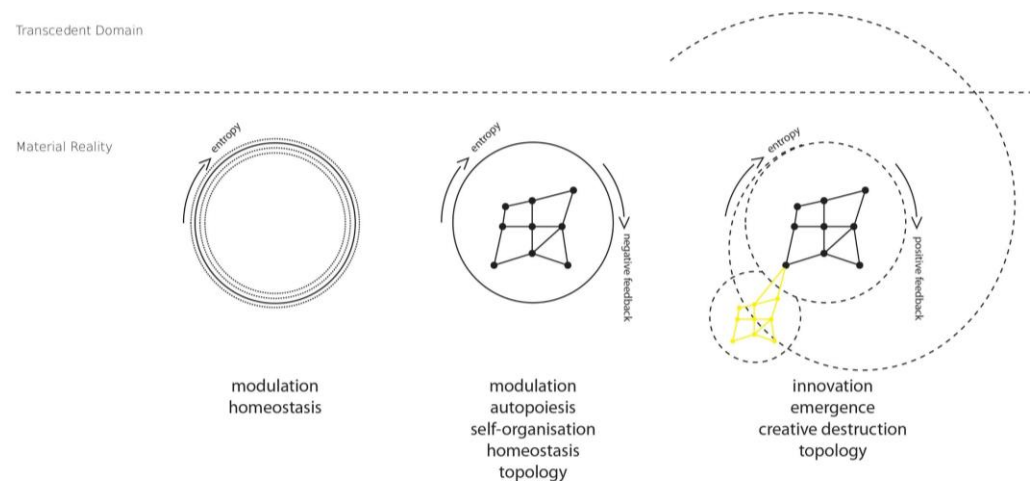 Transcedent Domain
Material Reality
entropy
entropy
negative feedback
entropy
positive feedback
modulation
homeostasis
modulation
autopoiesis
self-organisation
homeostasis
topology
innovation
emergence
creative destruction
topology